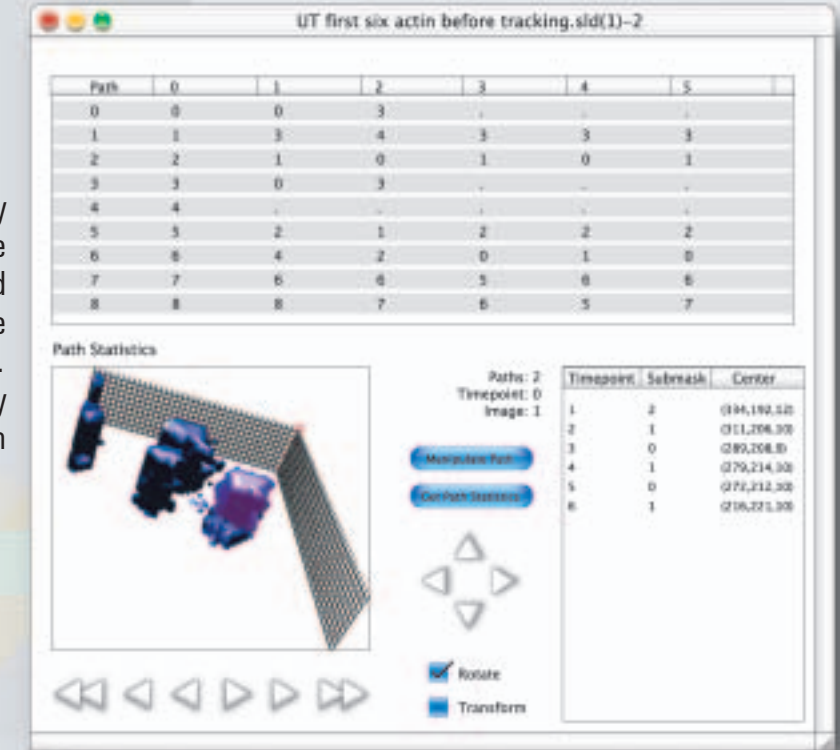 UT first six actin before tracking.sld(1)-2
Path 0 1 2 3 4 5
0 0 0 3 . . .
1 1 3 4 3 3 3
2 2 1 0 1 0 1
3 3 0 3 . . .
4 4 . . . . .
5 5 2 1 2 2 2
6 6 4 2 0 1 0
7 7 6 6 5 6 6
8 8 8 7 6 5 7
Path Statistics
Paths: 2
Timepoint: 0
Image: 1
Manipulate Path
Get Path Statistics
Rotate
Transform
Timepoint Submask Center
1 2 (334,192,12)
2 1 (311,206,10)
3 0 (289,208,8)
4 1 (279,214,10)
5 0 (272,212,10)
6 1 (216,221,10)